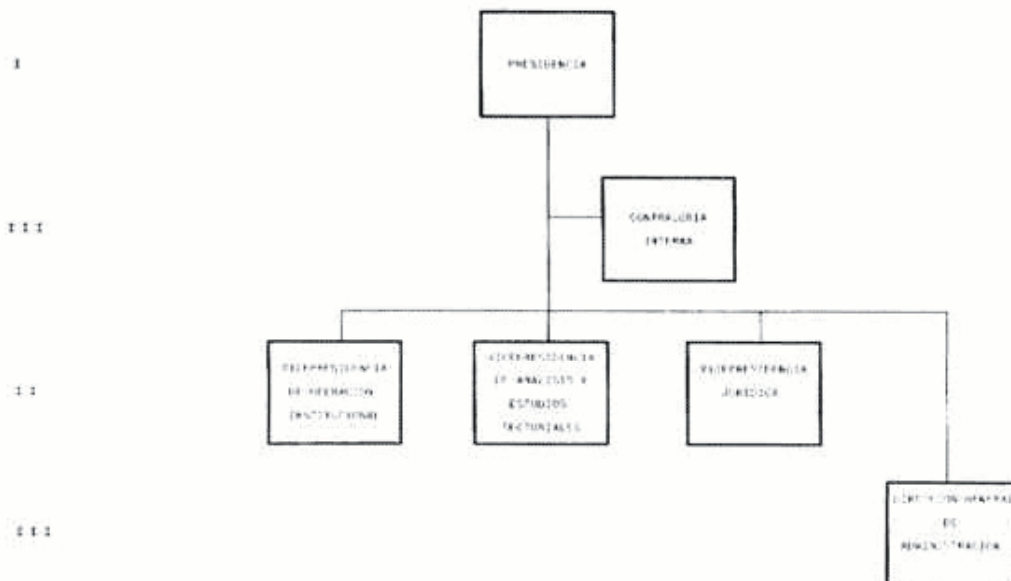 I
PRESIDENCIA
III
CONTRALORIA
INTERNA
II
VICEPRESIDENCIA
DE OPERACION
INSTITUCIONAL
VICEPRESIDENCIA
DE ANALISIS Y
ESTUDIOS
SECTORIALES
VICEPRESIDENCIA
JURIDICA
III
DIRECCION GENERAL
DE
ADMINISTRACION